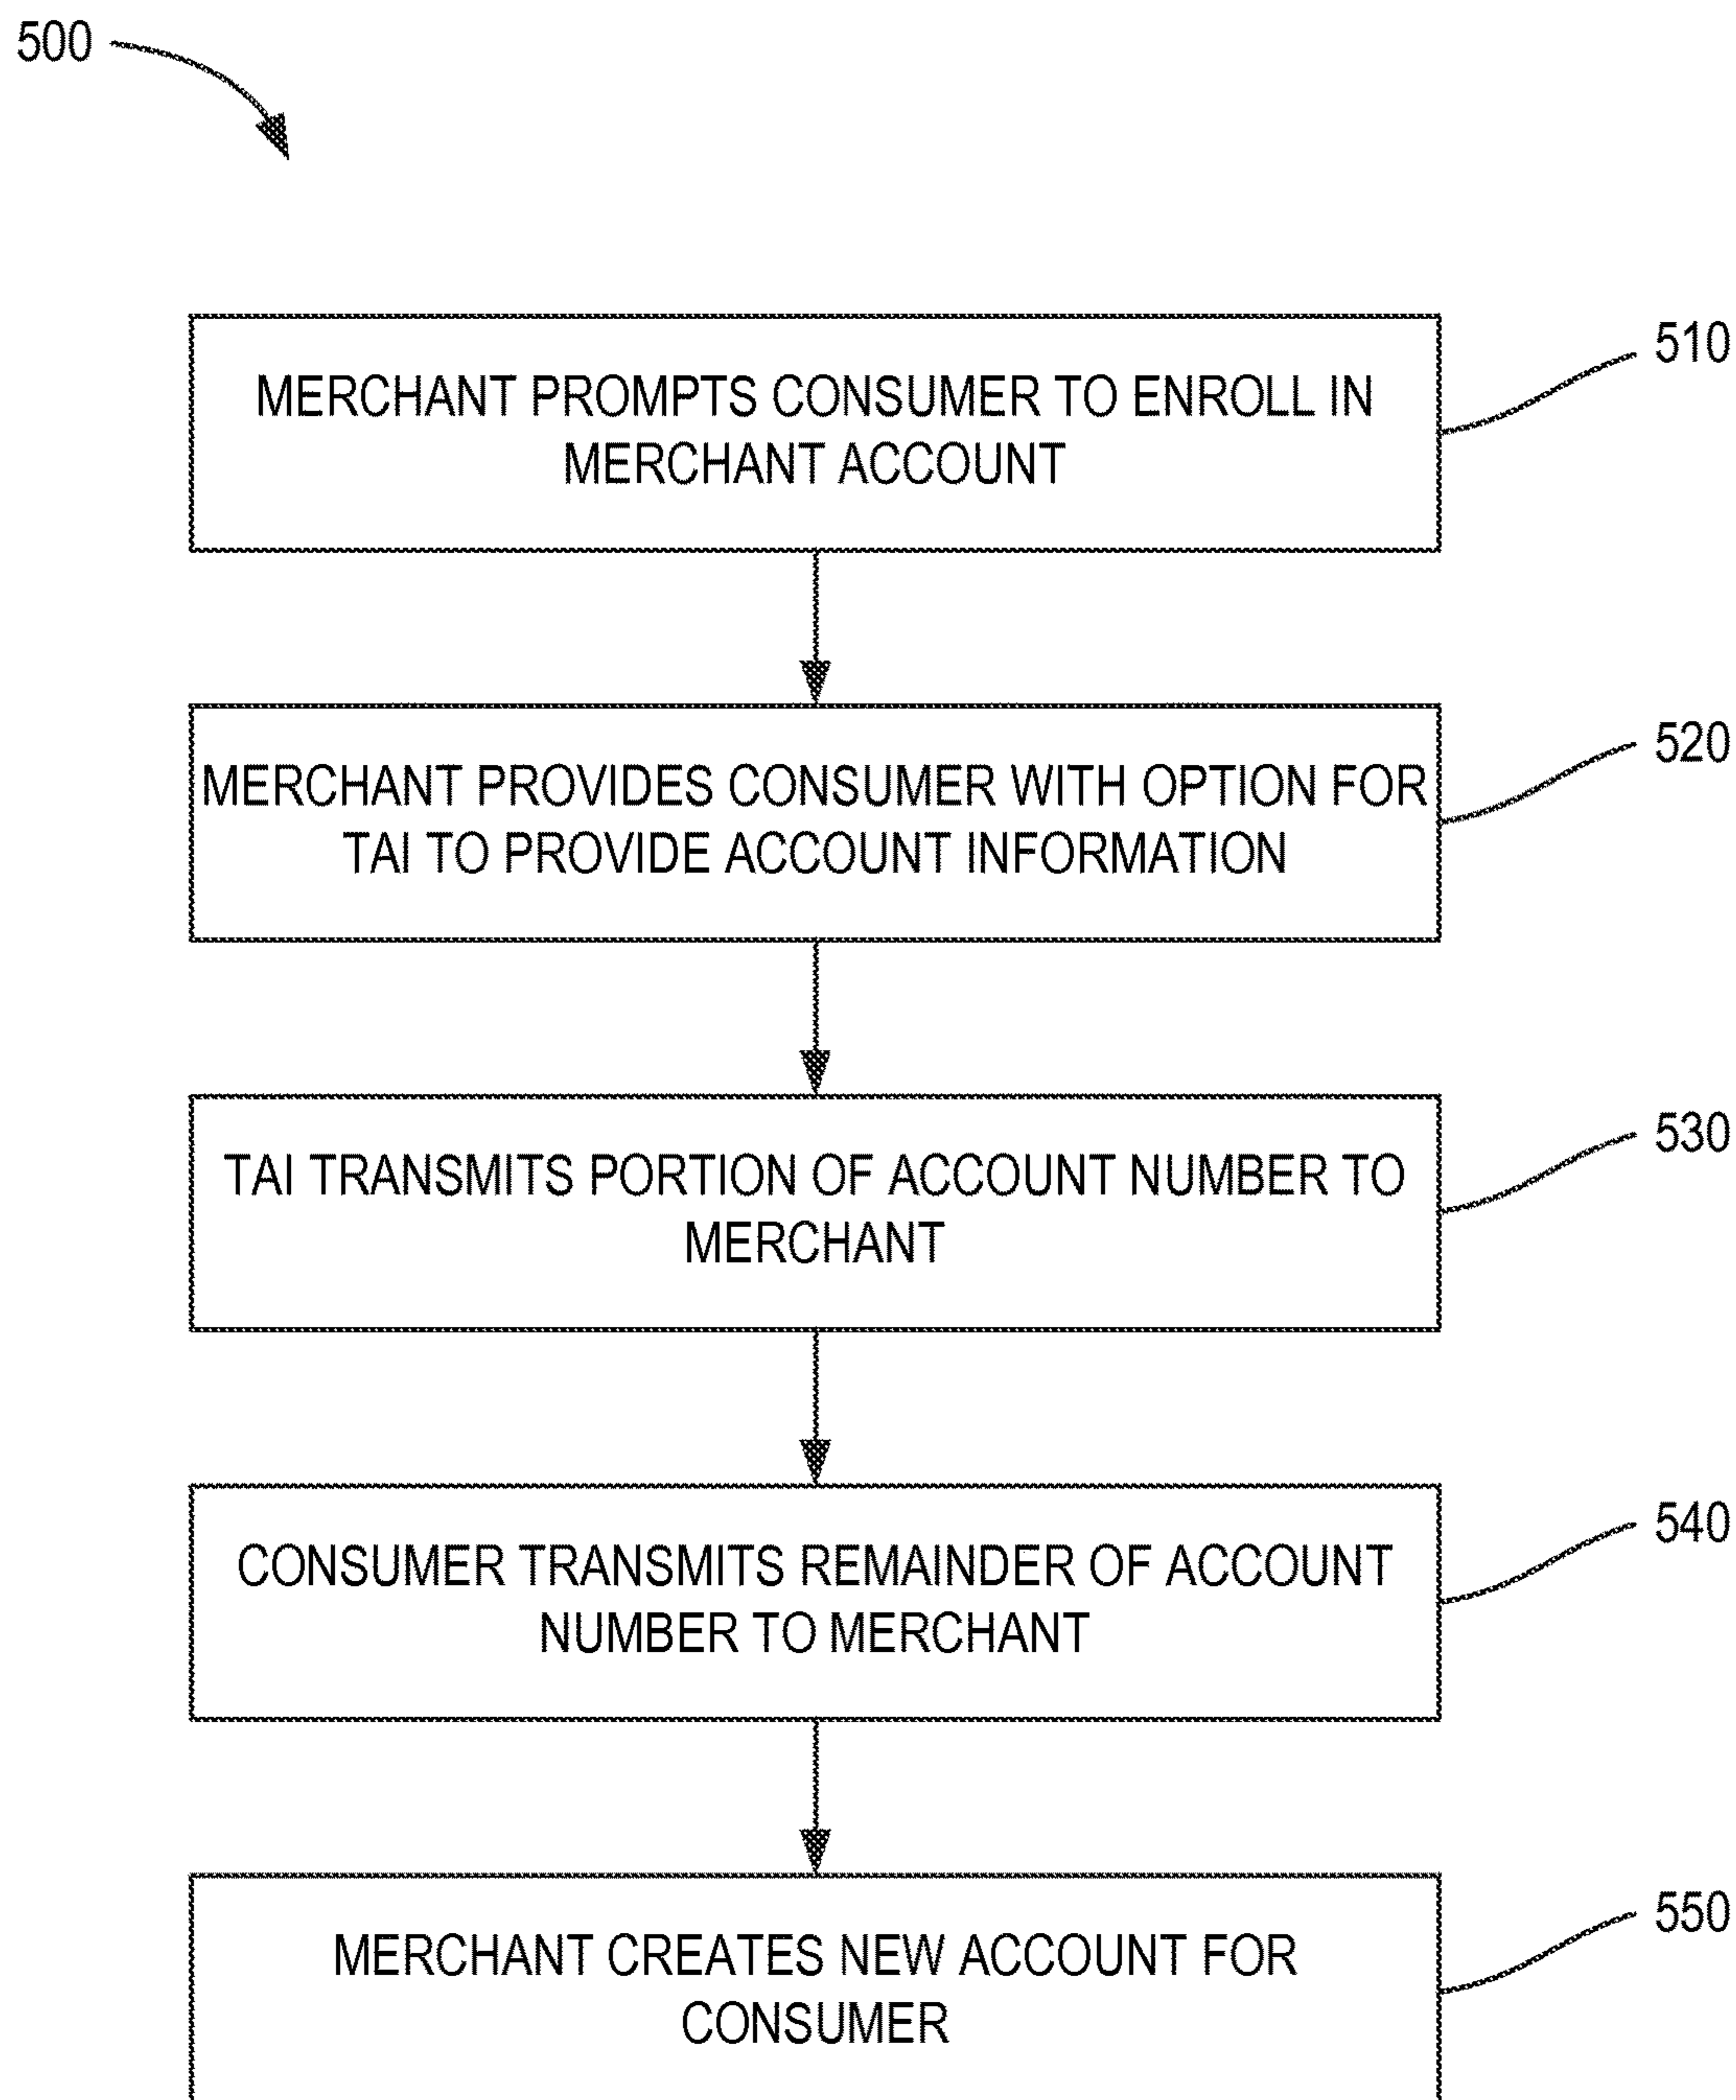 500
MERCHANT PROMPTS CONSUMER TO ENROLL IN
MERCHANT ACCOUNT
510
MERCHANT PROVIDES CONSUMER WITH OPTION FOR
TAI TO PROVIDE ACCOUNT INFORMATION
520
TAI TRANSMITS PORTION OF ACCOUNT NUMBER TO
MERCHANT
530
CONSUMER TRANSMITS REMAINDER OF ACCOUNT
NUMBER TO MERCHANT
540
MERCHANT CREATES NEW ACCOUNT FOR
CONSUMER
550